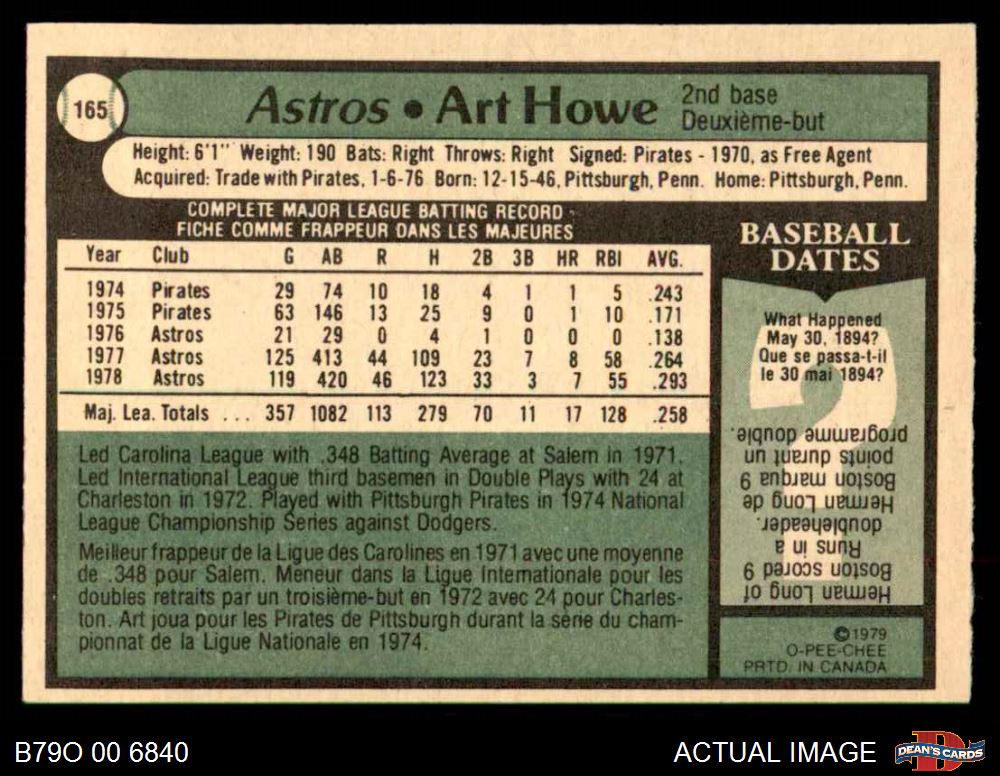 165
Astros • Art Howe
2nd base
Deuxième-but
Height: 6'1" Weight: 190 Bats: Right Throws: Right Signed: Pirates - 1970, as Free Agent
Acquired: Trade with Pirates, 1-6-76 Born: 12-15-46, Pittsburgh, Penn. Home: Pittsburgh, Penn.
COMPLETE MAJOR LEAGUE BATTING RECORD -
FICHE COMME FRAPPEUR DANS LES MAJEURES
Year Club G AB R H 2B 3B HR RBI AVG.
1974 Pirates 29 74 10 18 4 1 1 5 .243
1975 Pirates 63 146 13 25 9 0 1 10 .171
1976 Astros 21 29 0 4 1 0 0 0 .138
1977 Astros 125 413 44 109 23 7 8 58 .264
1978 Astros 119 420 46 123 33 3 7 55 .293
Maj. Lea. Totals ... 357 1082 113 279 70 11 17 128 .258
Led Carolina League with .348 Batting Average at Salem in 1971.
Led International League third basemen in Double Plays with 24 at
Charleston in 1972. Played with Pittsburgh Pirates in 1974 National
League Championship Series against Dodgers.
Meilleur frappeur de la Ligue des Carolines en 1971 avec une moyenne
de .348 pour Salem. Meneur dans la Ligue Internationale pour les
doubles retraits par un troisième-but en 1972 avec 24 pour Charles-
ton. Art joua pour les Pirates de Pittsburgh durant la série du cham-
pionnat de la Ligue Nationale en 1974.
BASEBALL
DATES
What Happened
May 30, 1894?
Que se passa-t-il
le 30 mai 1894?
Herman Long of
Boston scored 9
Runs in a
doubleheader.
Herman Long de
Boston marqua 9
points durant un
programme double.
©1979
O-PEE-CHEE
PRTD. IN CANADA
B79O 00 6840
ACTUAL IMAGE
D
DEAN'S CARDS